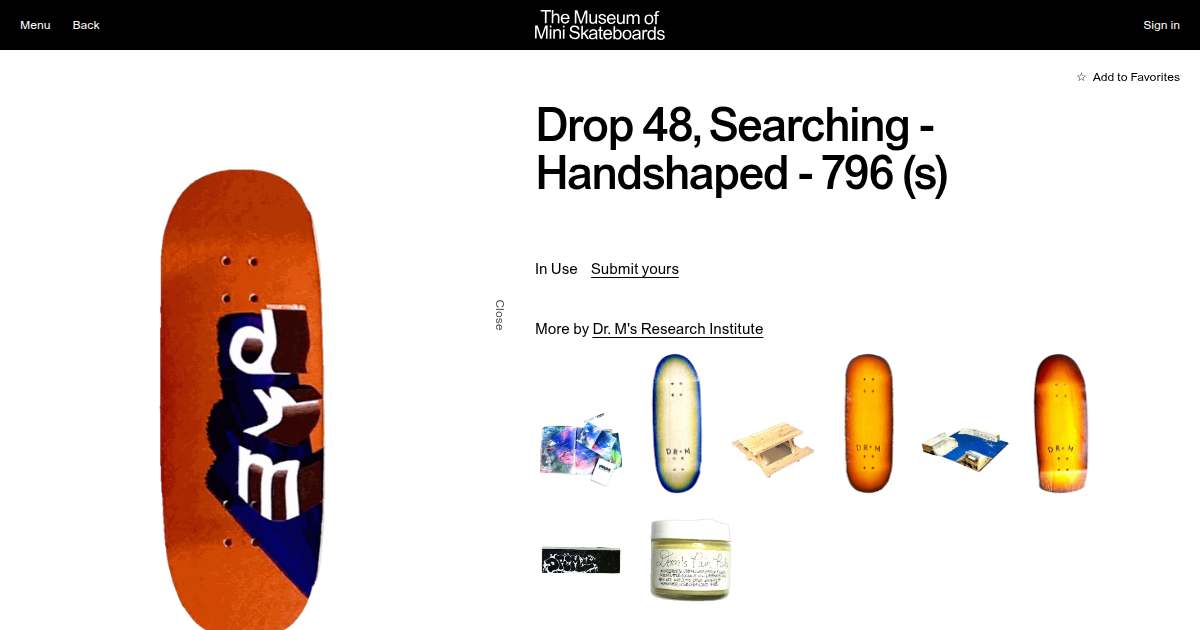 Menu
Back
The Museum of
Mini Skateboards
Sign in
☆ Add to Favorites
Drop 48, Searching -
Handshaped - 796 (s)
In Use
Submit yours
Close
More by Dr. M's Research Institute
drm
DR•M
DR•M
DR•M